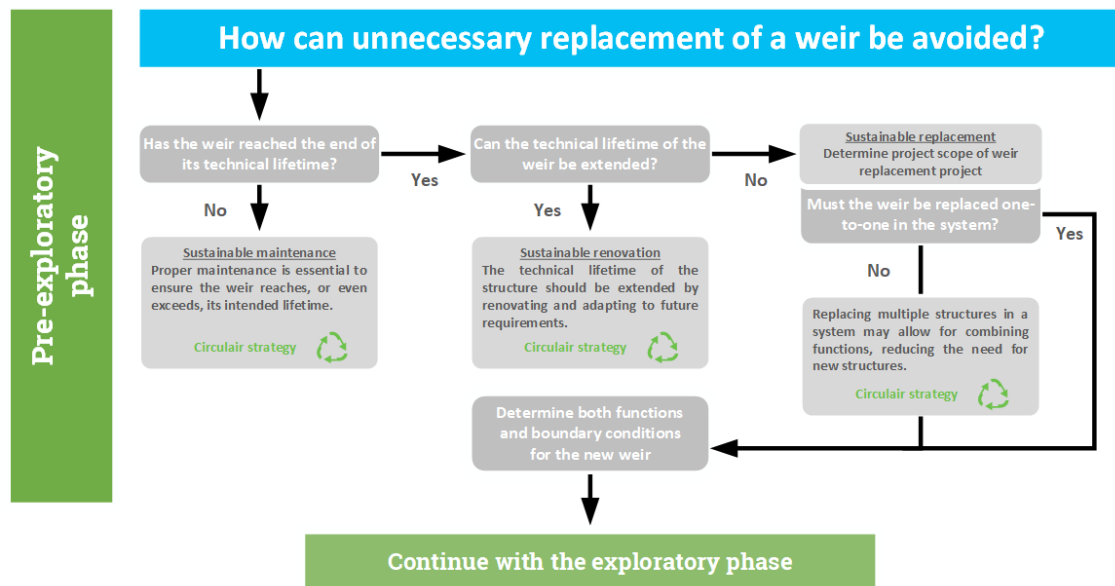 Pre-exploratory
phase
How can unnecessary replacement of a weir be avoided?
Has the weir reached the end of
its technical lifetime?
Yes
No
Can the technical lifetime of the
weir be extended?
No
Yes
Sustainable replacement
Determine project scope of weir
replacement project
Must the weir be replaced one-
to-one in the system?
Yes
No
Sustainable maintenance
Proper maintenance is essential to
ensure the weir reaches, or even
exceeds, its intended lifetime.
Circulair strategy
Sustainable renovation
The technical lifetime of the
structure should be extended by
renovating and adapting to future
requirements.
Circulair strategy
Replacing multiple structures in a
system may allow for combining
functions, reducing the need for
new structures.
Circulair strategy
Determine both functions
and boundary conditions
for the new weir
Continue with the exploratory phase